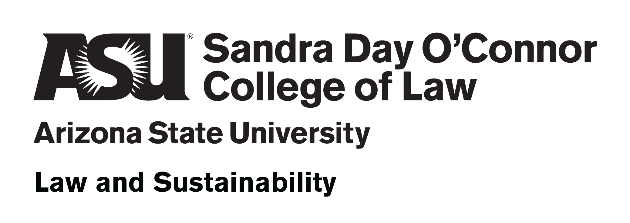 ASU® Sandra Day O’Connor
College of Law
Arizona State University
Law and Sustainability